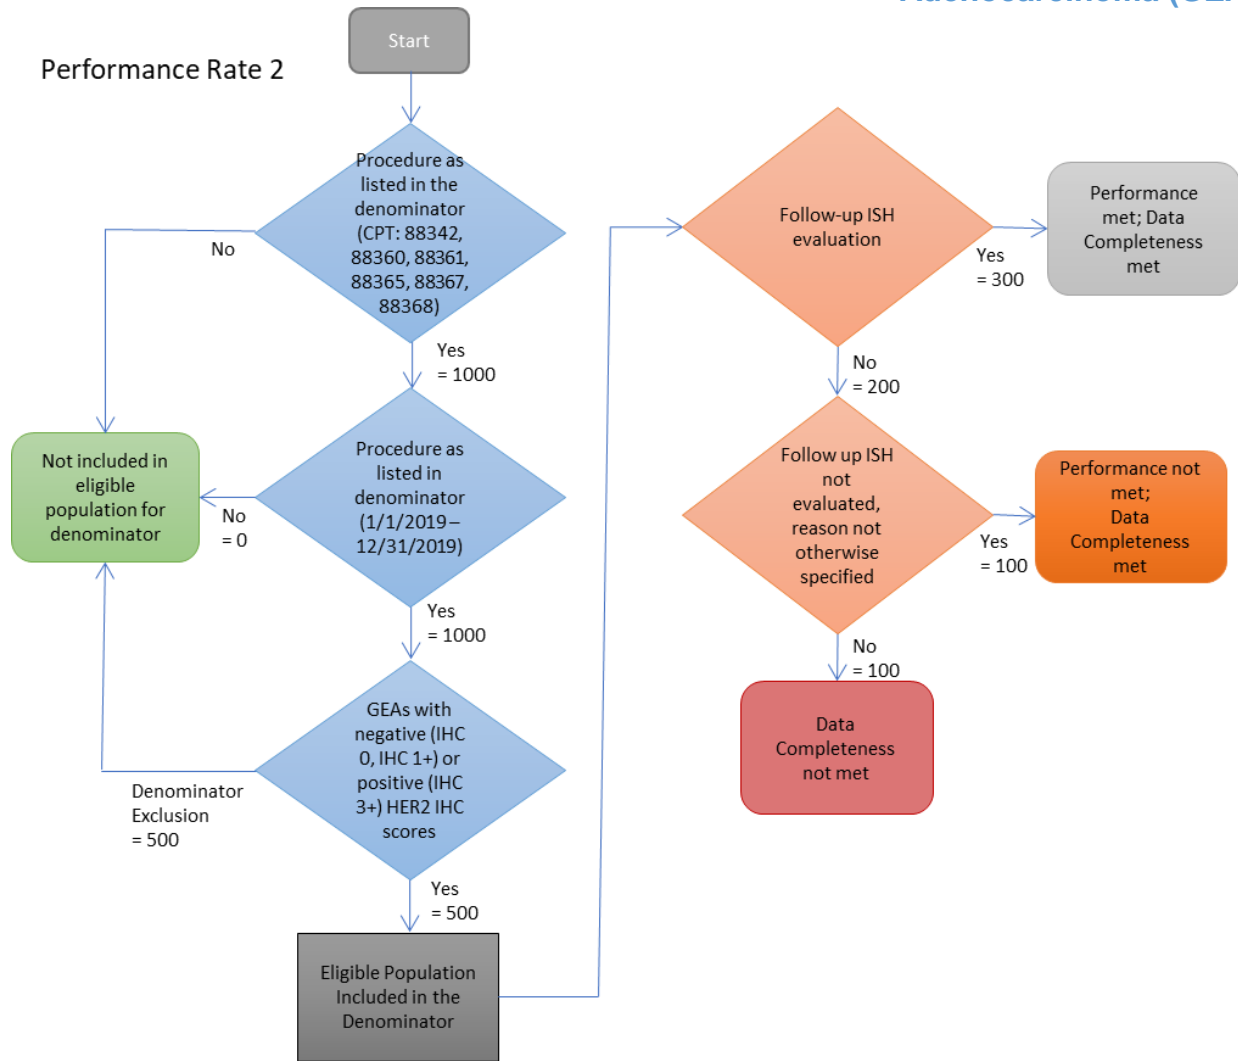 Start
Performance Rate 2
Procedure as
listed in the
denominator
(CPT: 88342,
88360, 88361,
88365, 88367,
88368)
No
Yes
= 1000
Procedure as
listed in
denominator
(1/1/2019 –
12/31/2019)
No
= 0
Not included in
eligible
population for
denominator
Yes
= 1000
GEAs with
negative (IHC
0, IHC 1+) or
positive (IHC
3+) HER2 IHC
scores
Denominator
Exclusion
= 500
Yes
= 500
Eligible Population
Included in the
Denominator
Follow-up ISH
evaluation
Yes
= 300
Performance
met; Data
Completeness
met
No
= 200
Follow up ISH
not
evaluated,
reason not
otherwise
specified
Yes
= 100
Performance not
met;
Data
Completeness
met
No
= 100
Data
Completeness
not met